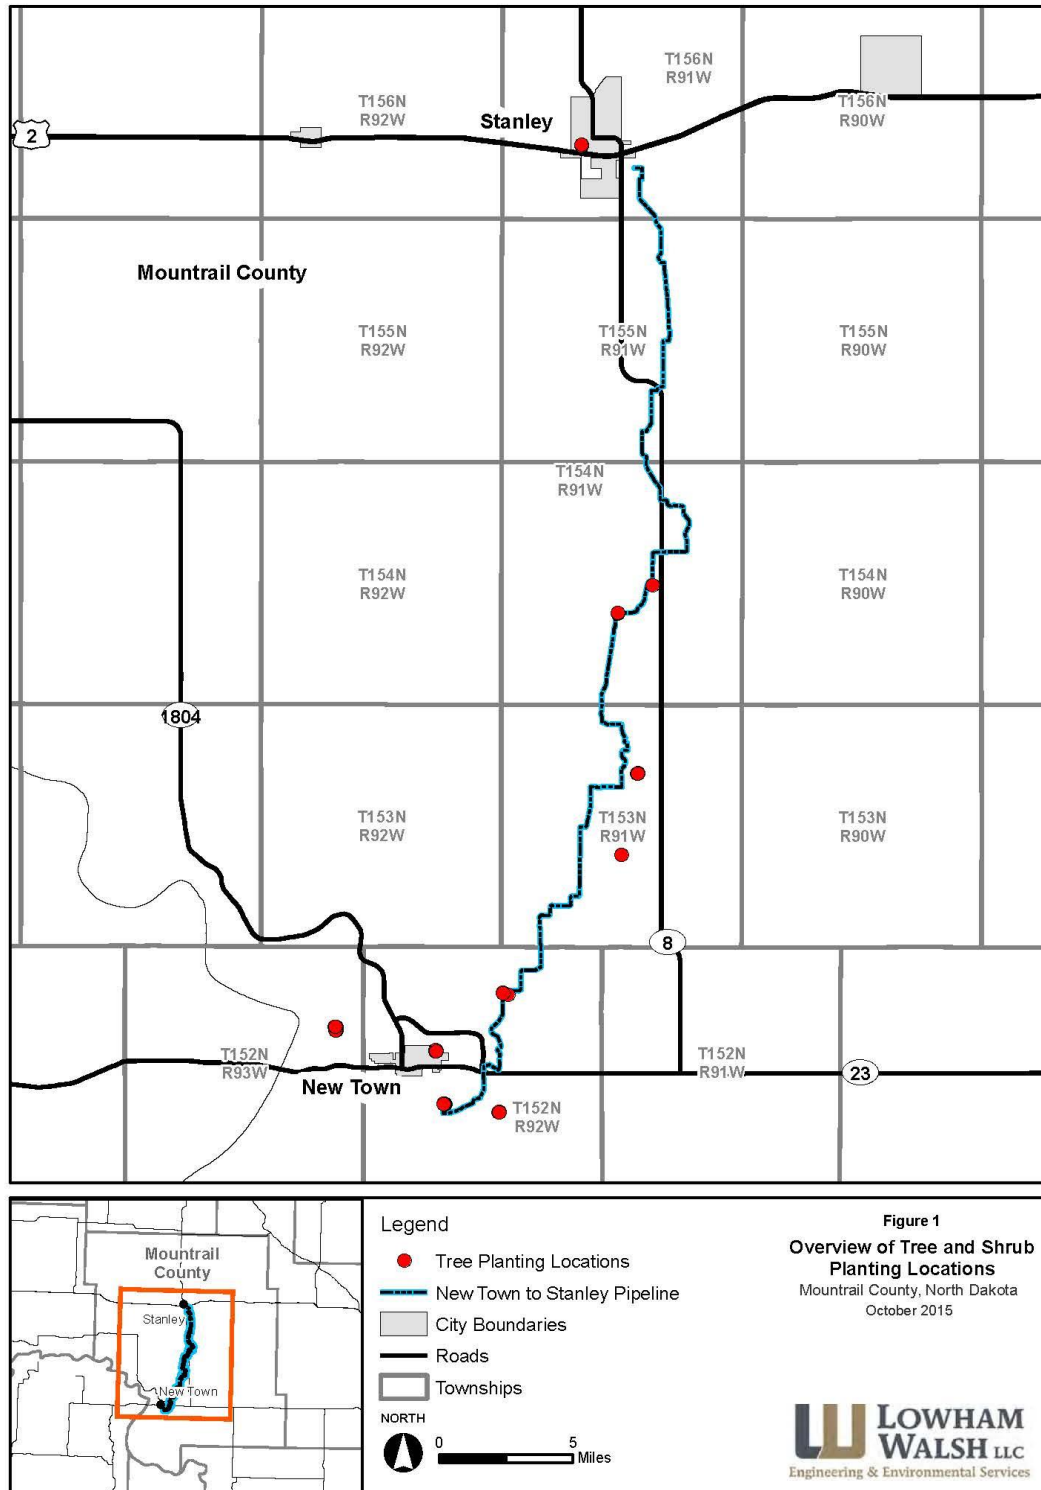 T156N
R91W
T156N
R92W
T156N
R90W
Stanley
2
Mountrail County
T155N
R92W
T155N
R91W
T155N
R90W
T154N
R91W
T154N
R92W
T154N
R90W
1804
T153N
R92W
T153N
R91W
T153N
R90W
8
T152N
R93W
T152N
R91W
23
New Town
T152N
R92W
Mountrail
County
Stanley
New Town
Legend
Tree Planting Locations
New Town to Stanley Pipeline
City Boundaries
Roads
Townships
NORTH
0 5
Miles
Figure 1
Overview of Tree and Shrub
Planting Locations
Mountrail County, North Dakota
October 2015
LW
LOWHAM
WALSH LLC
Engineering & Environmental Services